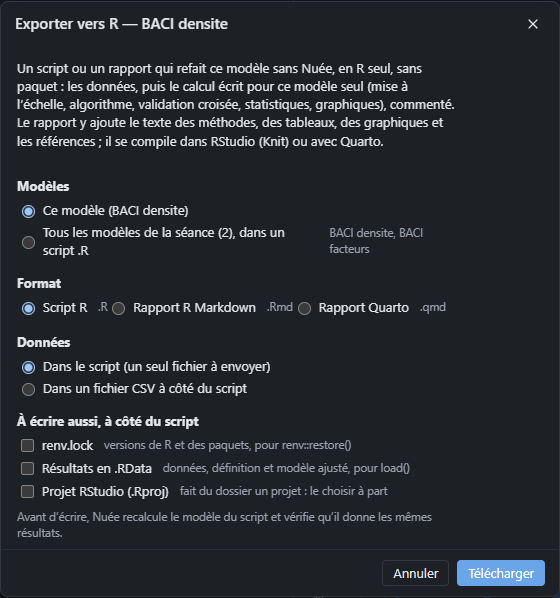 Exporter vers R — BACI densite
Un script ou un rapport qui refait ce modèle sans Nuée, en R seul, sans
paquet : les données, puis le calcul écrit pour ce modèle seul (mise à
l'échelle, algorithme, validation croisée, statistiques, graphiques), commenté.
Le rapport y ajoute le texte des méthodes, des tableaux, des graphiques et
les références ; il se compile dans RStudio (Knit) ou avec Quarto.
Modèles
Ce modèle (BACI densite)
Tous les modèles de la séance (2), dans un
script .R
BACI densite, BACI
facteurs
Format
Script R .R Rapport R Markdown .Rmd Rapport Quarto .qmd
Données
Dans le script (un seul fichier à envoyer)
Dans un fichier CSV à côté du script
À écrire aussi, à côté du script
renv.lock versions de R et des paquets, pour renv::restore()
Résultats en .RData données, définition et modèle ajusté, pour load()
Projet RStudio (.Rproj) fait du dossier un projet : le choisir à part
Avant d'écrire, Nuée recalcule le modèle du script et vérifie qu'il donne les mêmes
résultats.
Annuler Télécharger